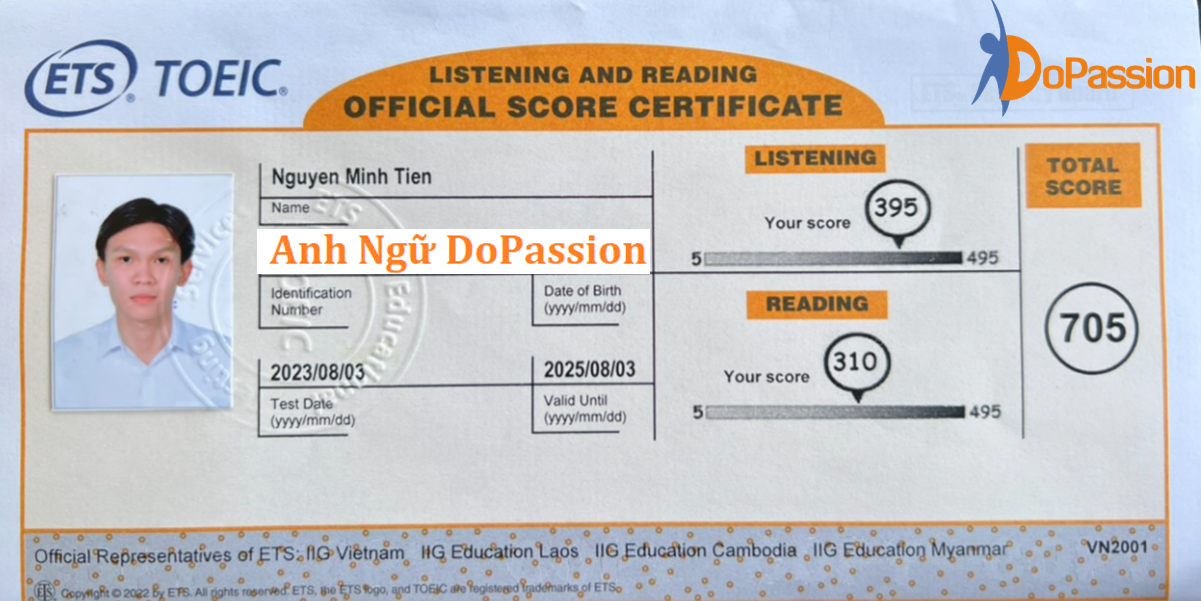 ETS® TOEIC®
LISTENING AND READING
OFFICIAL SCORE CERTIFICATE
DoPassion
Nguyen Minh Tien
Name
Anh Ngữ DoPassion
Identification
Number
Date of Birth
(yyyy/mm/dd)
2023/08/03
Test Date
(yyyy/mm/dd)
2025/08/03
Valid Until
(yyyy/mm/dd)
LISTENING
Your score 395
5 495
READING
Your score 310
5 495
TOTAL
SCORE
705
Official Representatives of ETS: IIG Vietnam IIG Education Laos IIG Education Cambodia IIG Education Myanmar VN2001
ETS Copyright © 2022 by ETS. All rights reserved. ETS, the ETS logo, and TOEIC are registered trademarks of ETS.